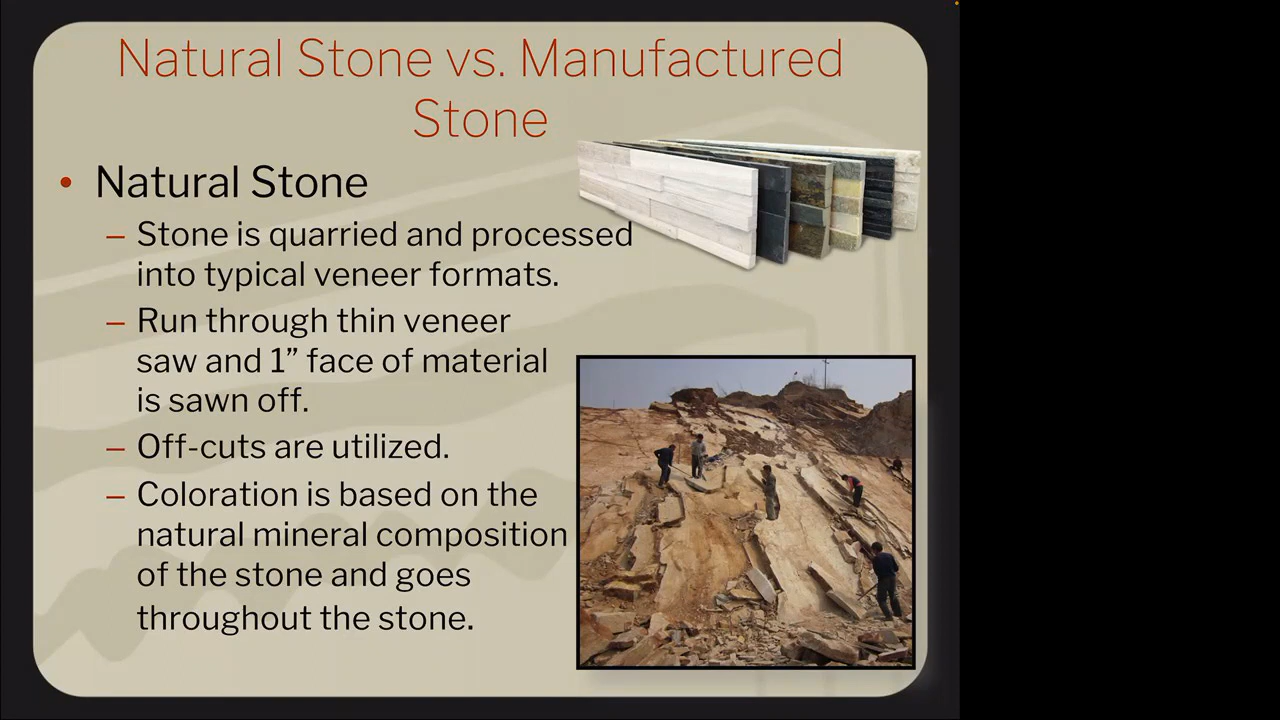 Natural Stone vs. Manufactured
Stone
• Natural Stone
– Stone is quarried and processed
into typical veneer formats.
– Run through thin veneer
saw and 1” face of material
is sawn off.
– Off-cuts are utilized.
– Coloration is based on the
natural mineral composition
of the stone and goes
throughout the stone.